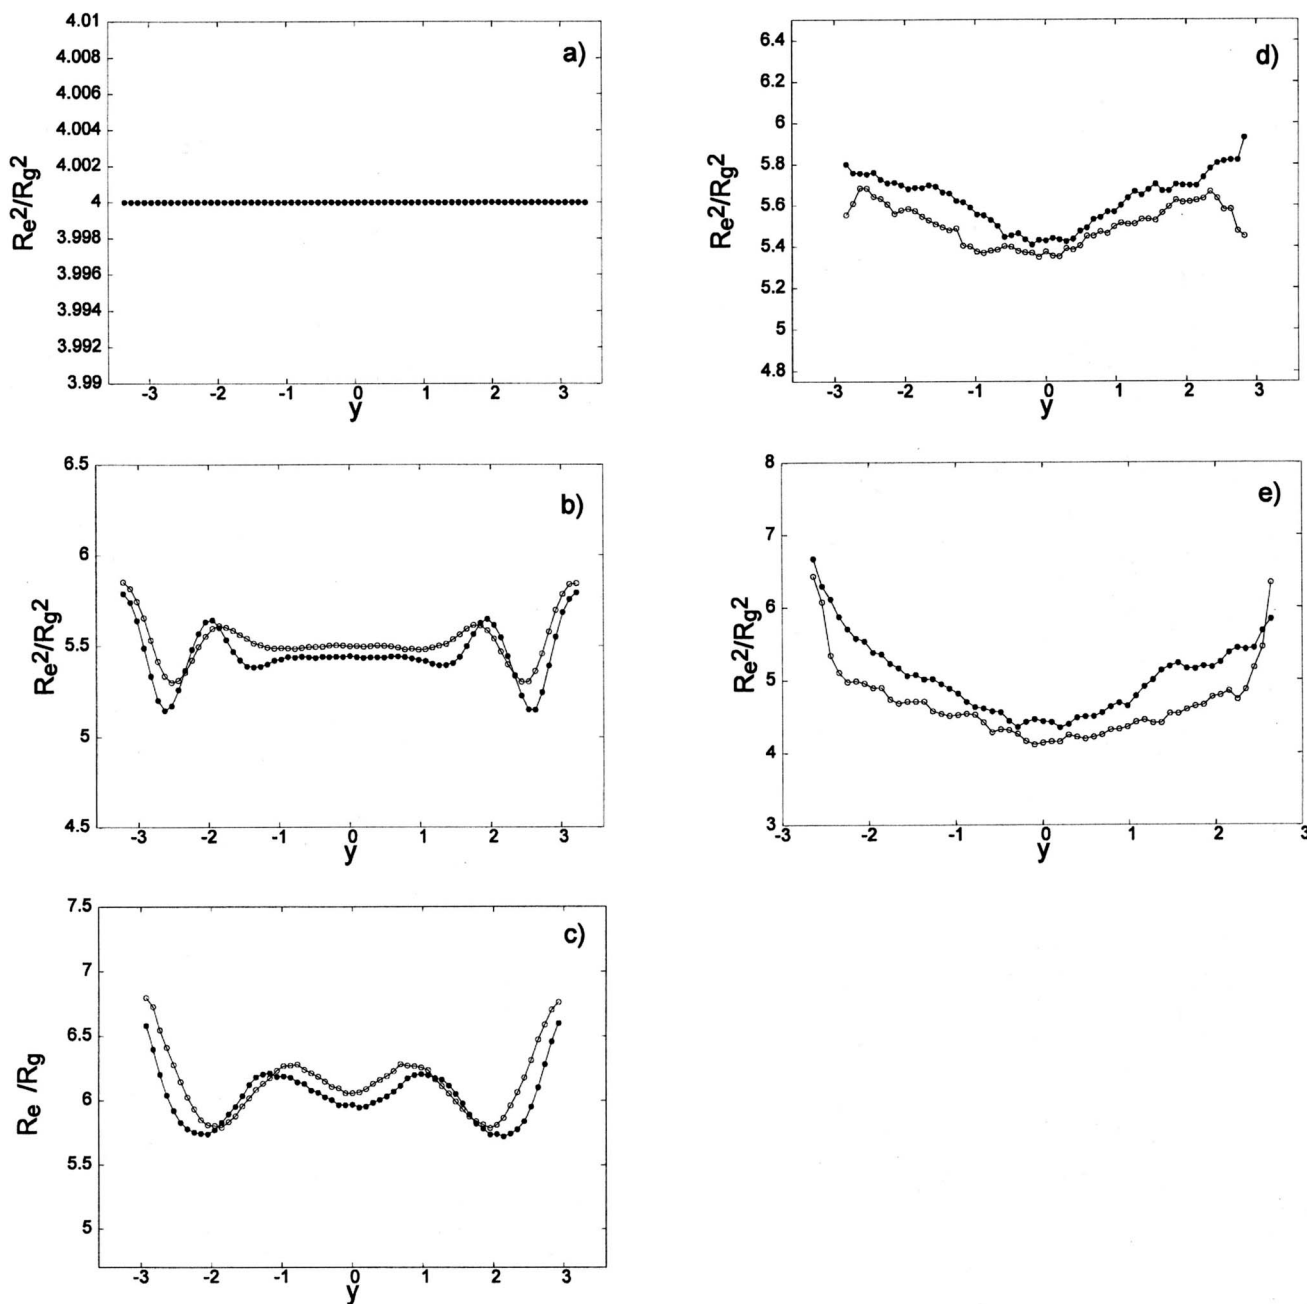 a)
Re2/Rg2
4.01
4.008
4.006
4.004
4.002
4
3.998
3.996
3.994
3.992
3.99
-3 -2 -1 0 1 2 3
y
d)
Re2/Rg2
6.4
6.2
6
5.8
5.6
5.4
5.2
5
4.8
-3 -2 -1 0 1 2 3
y
b)
Re2/Rg2
6.5
6
5.5
5
4.5
-3 -2 -1 0 1 2 3
y
e)
Re2/Rg2
8
7
6
5
4
3
-3 -2 -1 0 1 2 3
y
c)
Re /Rg
7.5
7
6.5
6
5.5
5
-3 -2 -1 0 1 2 3
y